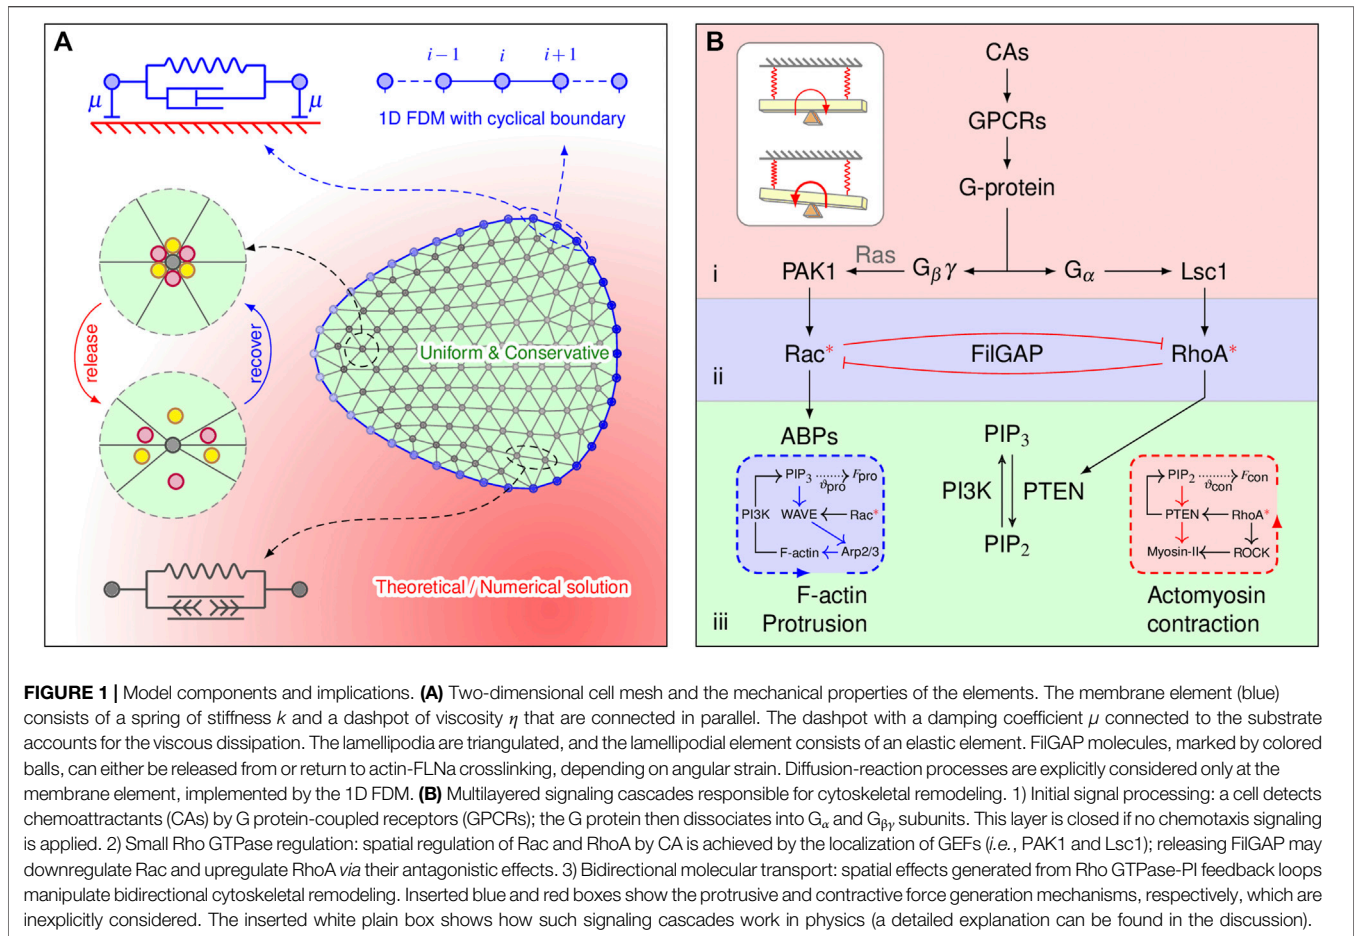 A
i−1 i i+1
μ μ
1D FDM with cyclical boundary
release
recover
Uniform & Conservative
Theoretical / Numerical solution
B
CAs
GPCRs
G-protein
Ras
i PAK1 Gβγ Gα Lsc1
Rac* FilGAP RhoA*
ii
ABPs PIP3
PI3K PTEN
PIP2
PIP3 Fpro
ϑpro
PI3K WAVE Rac*
F-actin Arp2/3
PIP2 Fcon
ϑcon
PTEN RhoA*
Myosin-II ROCK
F-actin
Protrusion
Actomyosin
contraction
iii
FIGURE 1 | Model components and implications. (A) Two-dimensional cell mesh and the mechanical properties of the elements. The membrane element (blue)
consists of a spring of stiffness k and a dashpot of viscosity η that are connected in parallel. The dashpot with a damping coefficient μ connected to the substrate
accounts for the viscous dissipation. The lamellipodia are triangulated, and the lamellipodial element consists of an elastic element. FilGAP molecules, marked by colored
balls, can either be released from or return to actin-FLNa crosslinking, depending on angular strain. Diffusion-reaction processes are explicitly considered only at the
membrane element, implemented by the 1D FDM. (B) Multilayered signaling cascades responsible for cytoskeletal remodeling. 1) Initial signal processing: a cell detects
chemoattractants (CAs) by G protein-coupled receptors (GPCRs); the G protein then dissociates into Gα and Gβγ subunits. This layer is closed if no chemotaxis signaling
is applied. 2) Small Rho GTPase regulation: spatial regulation of Rac and RhoA by CA is achieved by the localization of GEFs (i.e., PAK1 and Lsc1); releasing FilGAP may
downregulate Rac and upregulate RhoA via their antagonistic effects. 3) Bidirectional molecular transport: spatial effects generated from Rho GTPase-PI feedback loops
manipulate bidirectional cytoskeletal remodeling. Inserted blue and red boxes show the protrusive and contractive force generation mechanisms, respectively, which are
inexplicitly considered. The inserted white plain box shows how such signaling cascades work in physics (a detailed explanation can be found in the discussion).